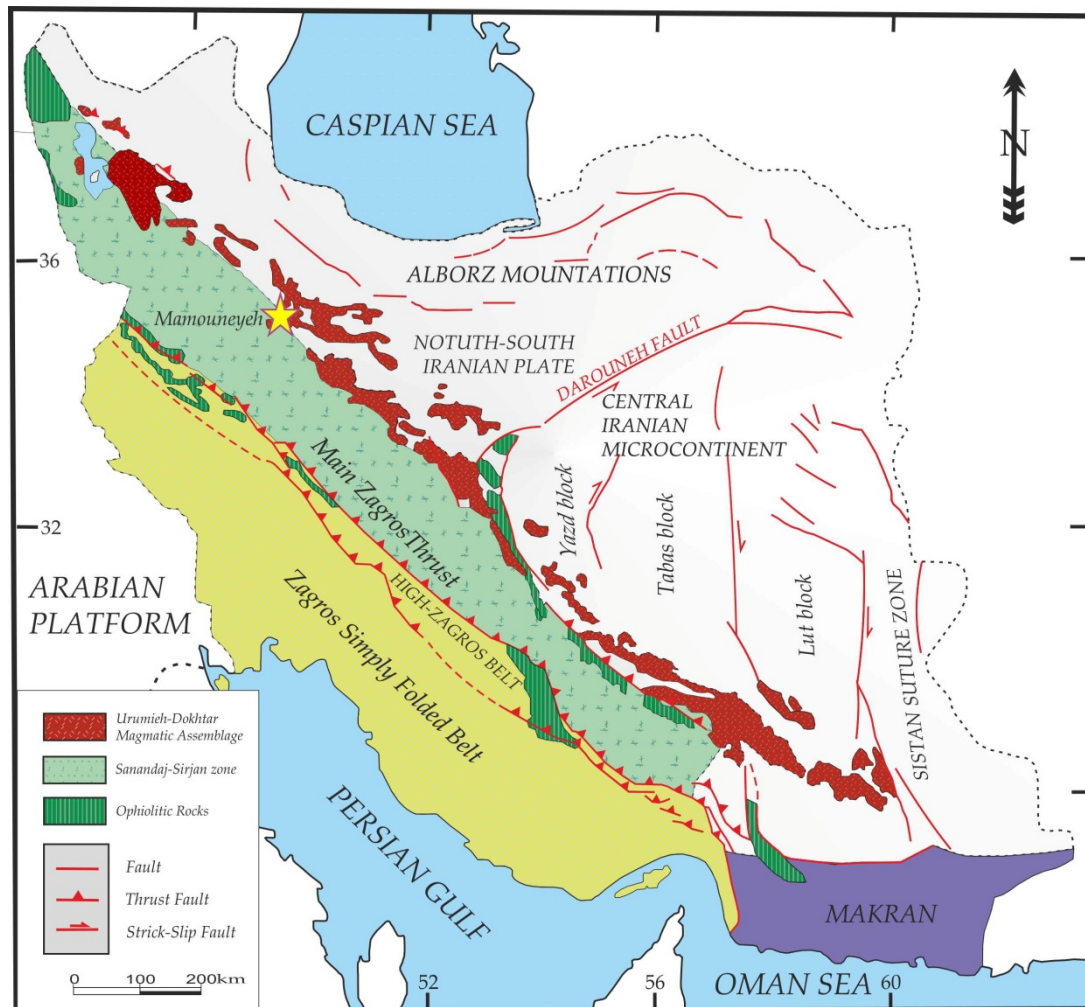 CASPIAN SEA
N
36
ALBORZ MOUNTATIONS
Mamouneyeh
NOTUTH-SOUTH
IRANIAN PLATE
DAROUNEH FAULT
CENTRAL
IRANIAN
MICROCONTINENT
Main Zagros Thrust
Yazd block
Tabas block
32
ARABIAN
PLATFORM
HIGH-ZAGROS BELT
Zagros Simply Folded Belt
Lut block
SISTAN SUTURE ZONE
Urumieh-Dokhtar
Magmatic Assemblage
Sanandaj-Sirjan zone
Ophiolitic Rocks
Fault
Thrust Fault
Strick-Slip Fault
0 100 200km
PERSIAN GULF
MAKRAN
52
56
60
OMAN SEA